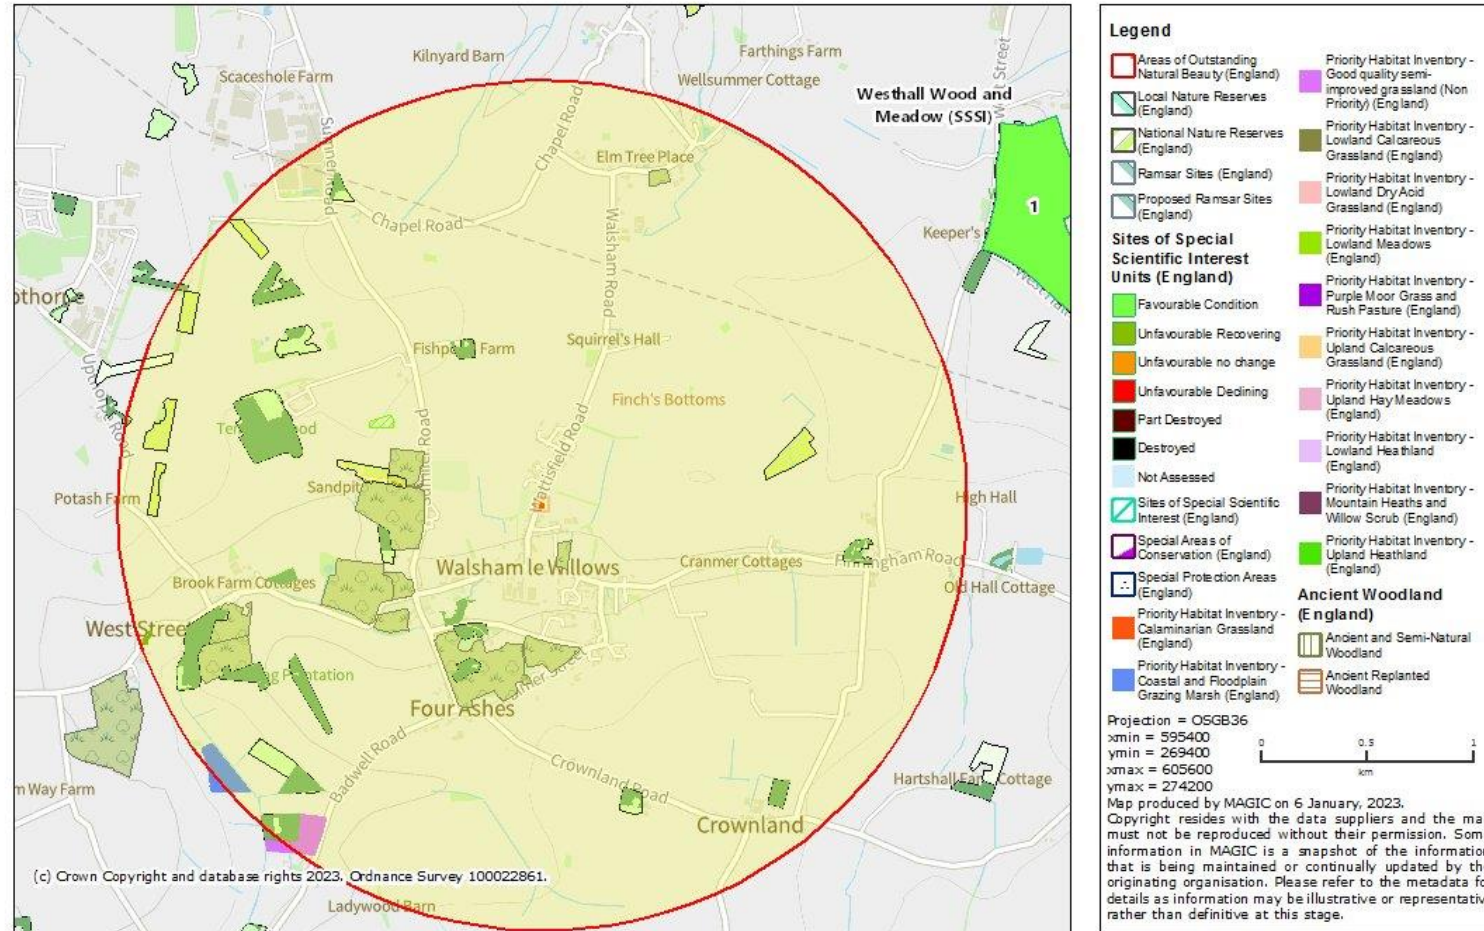 Kilnyard Barn
Farthings Farm
Scaceshole Farm
Wellsummer Cottage
West Street
Westhall Wood and
Meadow (SSSI)
Chapel Road
Summer Road
Elm Tree Place
1
Chapel Road
Walsham Road
Keeper's
West Hall
othorpe
Fishp Farm
Squirrel's Hall
Upthorpe Road
Finch's Bottoms
Wattisfield Road
Summer Road
Sandpit
Potash Farm
High Hall
Walsham le Willows
Cranmer Cottages
Finningham Road
Brook Farm Cottages
Old Hall Cottage
West Street
Plantation
Four Ashes
Badwell Road
Crownland Road
Hartshall Farm Cottage
m Way Farm
Crownland
(c) Crown Copyright and database rights 2023. Ordnance Survey 100022861.
Ladywood Barn
Legend
Areas of Outstanding
Natural Beauty (England)
Local Nature Reserves
(England)
National Nature Reserves
(England)
Ramsar Sites (England)
Proposed Ramsar Sites
(England)
Sites of Special
Scientific Interest
Units (England)
Favourable Condition
Unfavourable Recovering
Unfavourable no change
Unfavourable Declining
Part Destroyed
Destroyed
Not Assessed
Sites of Special Scientific
Interest (England)
Special Areas of
Conservation (England)
Special Protection Areas
(England)
Priority Habitat Inventory -
Calaminarian Grassland
(England)
Priority Habitat Inventory -
Coastal and Floodplain
Grazing Marsh (England)
Priority Habitat Inventory -
Good quality semi-
improved grassland (Non
Priority) (England)
Priority Habitat Inventory -
Lowland Calcareous
Grassland (England)
Priority Habitat Inventory -
Lowland Dry Acid
Grassland (England)
Priority Habitat Inventory -
Lowland Meadows
(England)
Priority Habitat Inventory -
Purple Moor Grass and
Rush Pasture (England)
Priority Habitat Inventory -
Upland Calcareous
Grassland (England)
Priority Habitat Inventory -
Upland Hay Meadows
(England)
Priority Habitat Inventory -
Lowland Heathland
(England)
Priority Habitat Inventory -
Mountain Heaths and
Willow Scrub (England)
Priority Habitat Inventory -
Upland Heathland
(England)
Ancient Woodland
(England)
Ancient and Semi-Natural
Woodland
Ancient Replanted
Woodland
Projection = OSGB36
xmin = 595400
ymin = 269400
xmax = 605600
ymax = 274200
0 0.5 1
km
Map produced by MAGIC on 6 January, 2023.
Copyright resides with the data suppliers and the ma
must not be reproduced without their permission. Som
information in MAGIC is a snapshot of the information
that is being maintained or continually updated by the
originating organisation. Please refer to the metadata fo
details as information may be illustrative or representativ
rather than definitive at this stage.